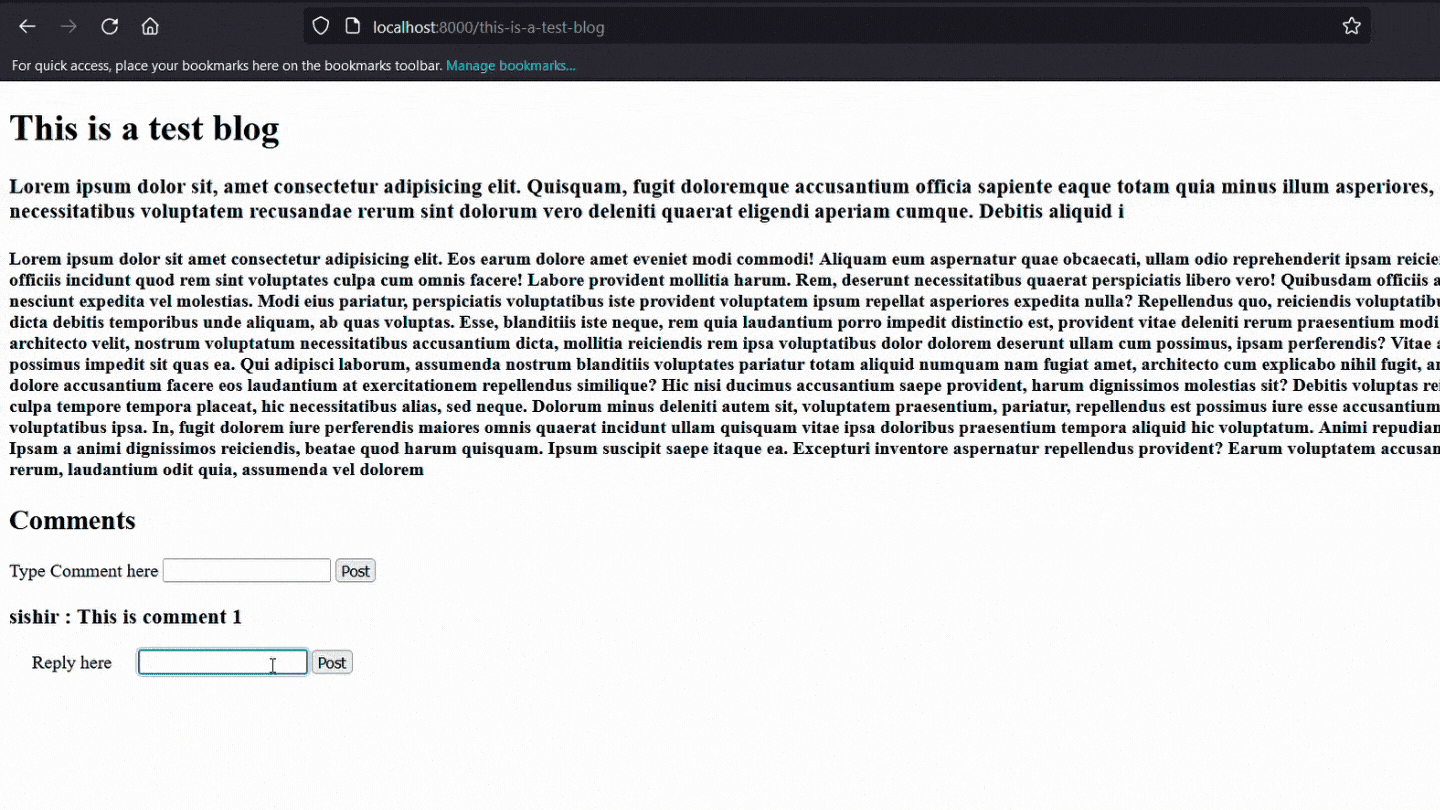 localhost:8000/this-is-a-test-blog
For quick access, place your bookmarks here on the bookmarks toolbar. Manage bookmarks...
This is a test blog
Lorem ipsum dolor sit, amet consectetur adipisicing elit. Quisquam, fugit doloremque accusantium officia sapiente eaque totam quia minus illum asperiores,
necessitatibus voluptatem recusandae rerum sint dolorum vero deleniti quaerat eligendi aperiam cumque. Debitis aliquid i
Lorem ipsum dolor sit amet consectetur adipisicing elit. Eos earum dolore amet eveniet modi commodi! Aliquam eum aspernatur quae obcaecati, ullam odio reprehenderit ipsam
officiis incidunt quod rem sint voluptates culpa cum omnis facere! Labore provident mollitia harum. Rem, deserunt necessitatibus quaerat perspiciatis libero vero! Quibusdam officiis
nesciunt expedita vel molestias. Modi eius pariatur, perspiciatis voluptatibus iste provident voluptatem ipsum repellat asperiores expedita nulla? Repellendus quo, reiciendis
dicta debitis temporibus unde aliquam, ab quas voluptas. Esse, blanditiis iste neque, rem quia laudantium porro impedit distinctio est, provident vitae deleniti rerum praesentium modi
architecto velit, nostrum voluptatum necessitatibus accusantium dicta, mollitia reiciendis rem ipsa voluptatibus dolor dolorem deserunt ullam cum possimus, ipsam perferendis? Vitae
possimus impedit sit quas ea. Qui adipisci laborum, assumenda nostrum blanditiis voluptates pariatur totam aliquid numquam nam fugiat amet, architecto cum explicabo nihil fugit,
dolore accusantium facere eos laudantium at exercitationem repellendus similique? Hic nisi ducimus accusantium saepe provident, harum dignissimos molestias sit? Debitis voluptas
culpa tempore tempora placeat, hic necessitatibus alias, sed neque. Dolorum minus deleniti autem sit, voluptatem praesentium, pariatur, repellendus est possimus iure esse accusantium
voluptatibus ipsa. In, fugit dolorem iure perferendis maiores omnis quaerat incidunt ullam quisquam vitae ipsa doloribus praesentium tempora aliquid hic voluptatum. Animi
Ipsam a animi dignissimos reiciendis, beatae quod harum quisquam. Ipsum suscipit saepe itaque ea. Excepturi inventore aspernatur repellendus provident? Earum voluptatem
rerum, laudantium odit quia, assumenda vel dolorem
Comments
Type Comment here Post
sishir : This is comment 1
Reply here Post